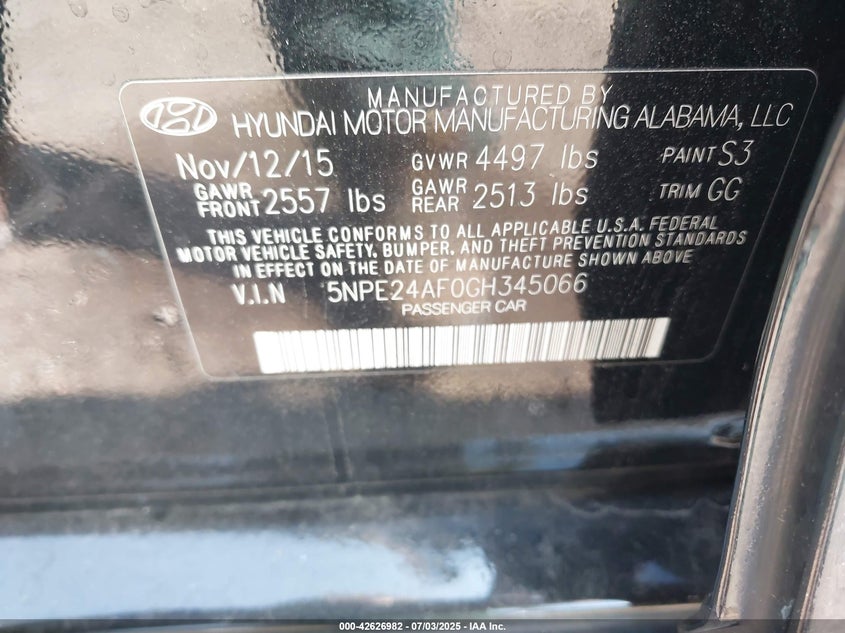 MANUFACTURED BY
HYUNDAI MOTOR MANUFACTURING ALABAMA, LLC
Nov/12/15 GVWR 4497 lbs PAINT S3
GAWR FRONT 2557 lbs GAWR REAR 2513 lbs TRIM GG
THIS VEHICLE CONFORMS TO ALL APPLICABLE U.S.A. FEDERAL
MOTOR VEHICLE SAFETY, BUMPER, AND THEFT PREVENTION STANDARDS
IN EFFECT ON THE DATE OF MANUFACTURE SHOWN ABOVE
V.I.N 5NPE24AF0GH345066
PASSENGER CAR
000-42626982 - 07/03/2025 - IAA Inc.